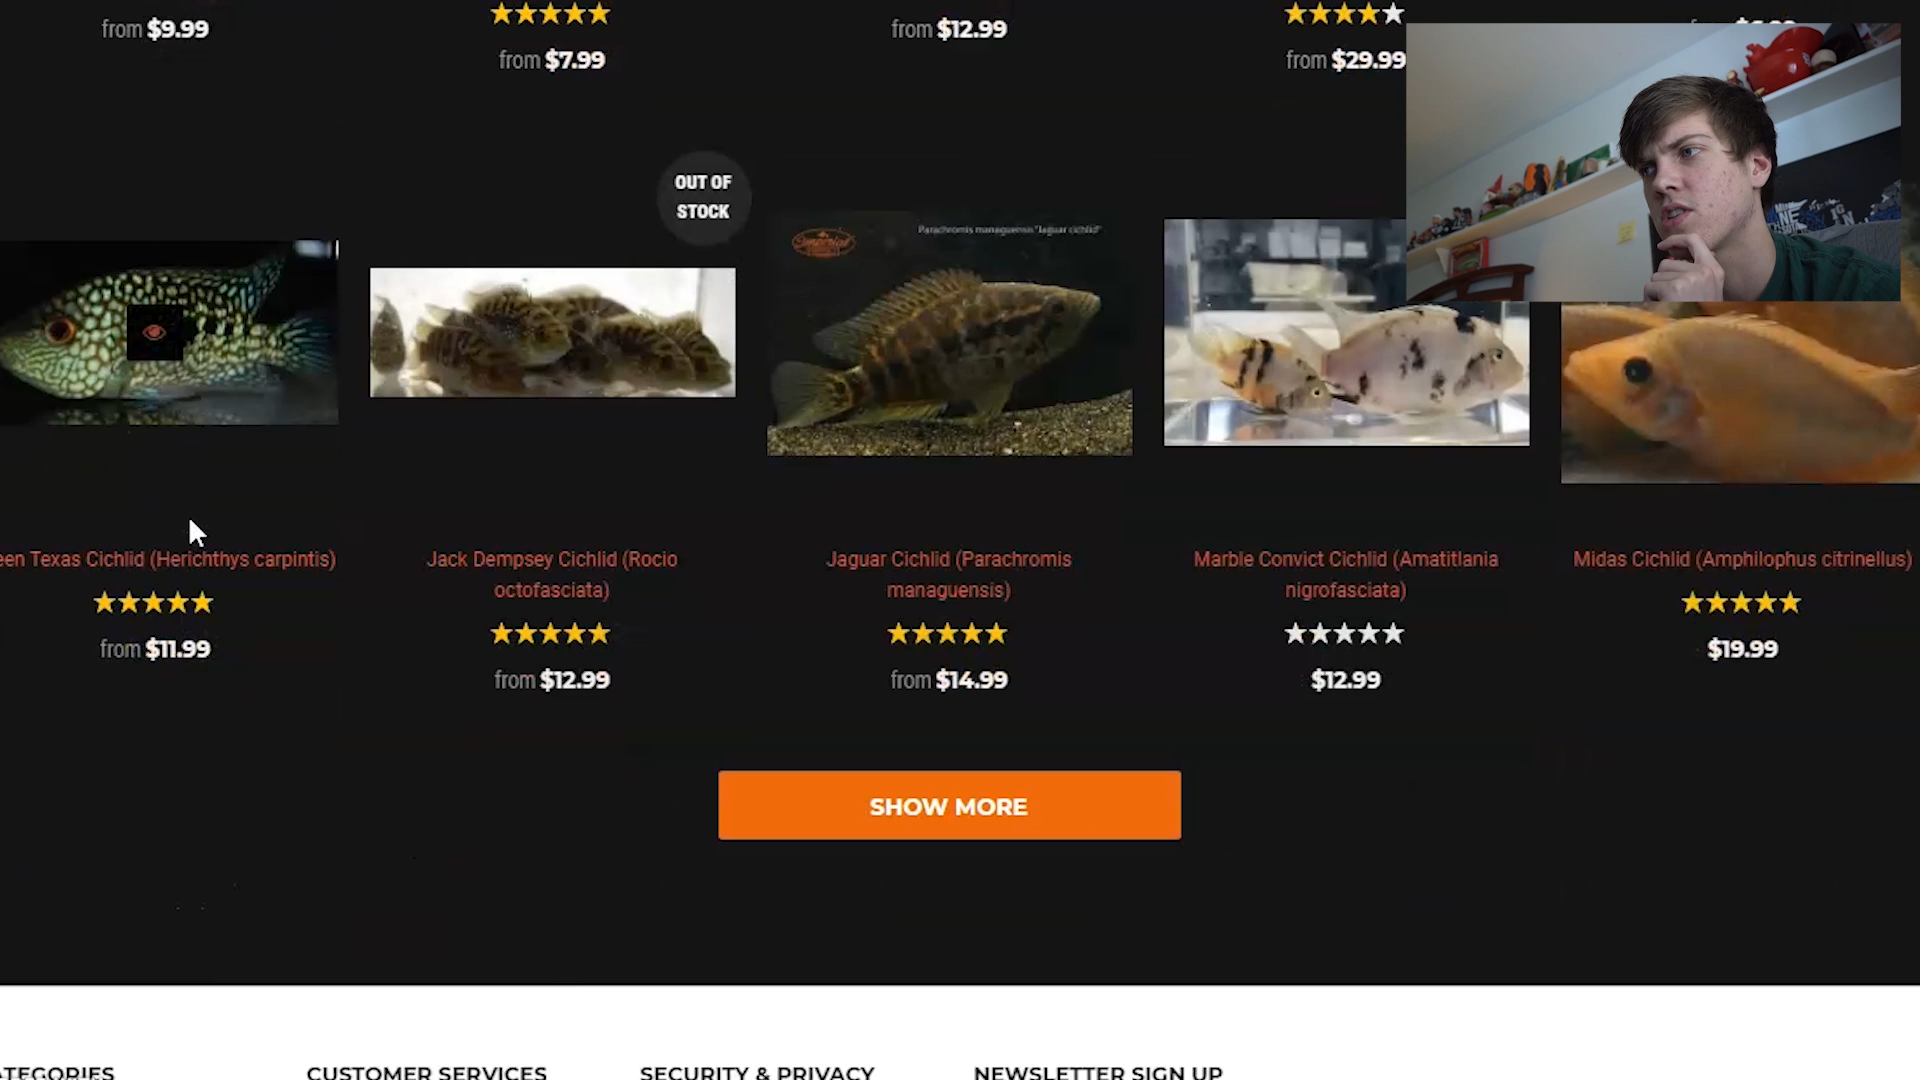 from $9.99
from $7.99
from $12.99
from $29.99
OUT OF
STOCK
Parachromis managuensis "Jaguar cichlid"
een Texas Cichlid (Herichthys carpintis)
from $11.99
Jack Dempsey Cichlid (Rocio
octofasciata)
from $12.99
Jaguar Cichlid (Parachromis
managuensis)
from $14.99
Marble Convict Cichlid (Amatitlania
nigrofasciata)
$12.99
Midas Cichlid (Amphilophus citrinellus)
$19.99
SHOW MORE
ATEGORIES
CUSTOMER SERVICES
SECURITY & PRIVACY
NEWSLETTER SIGN UP